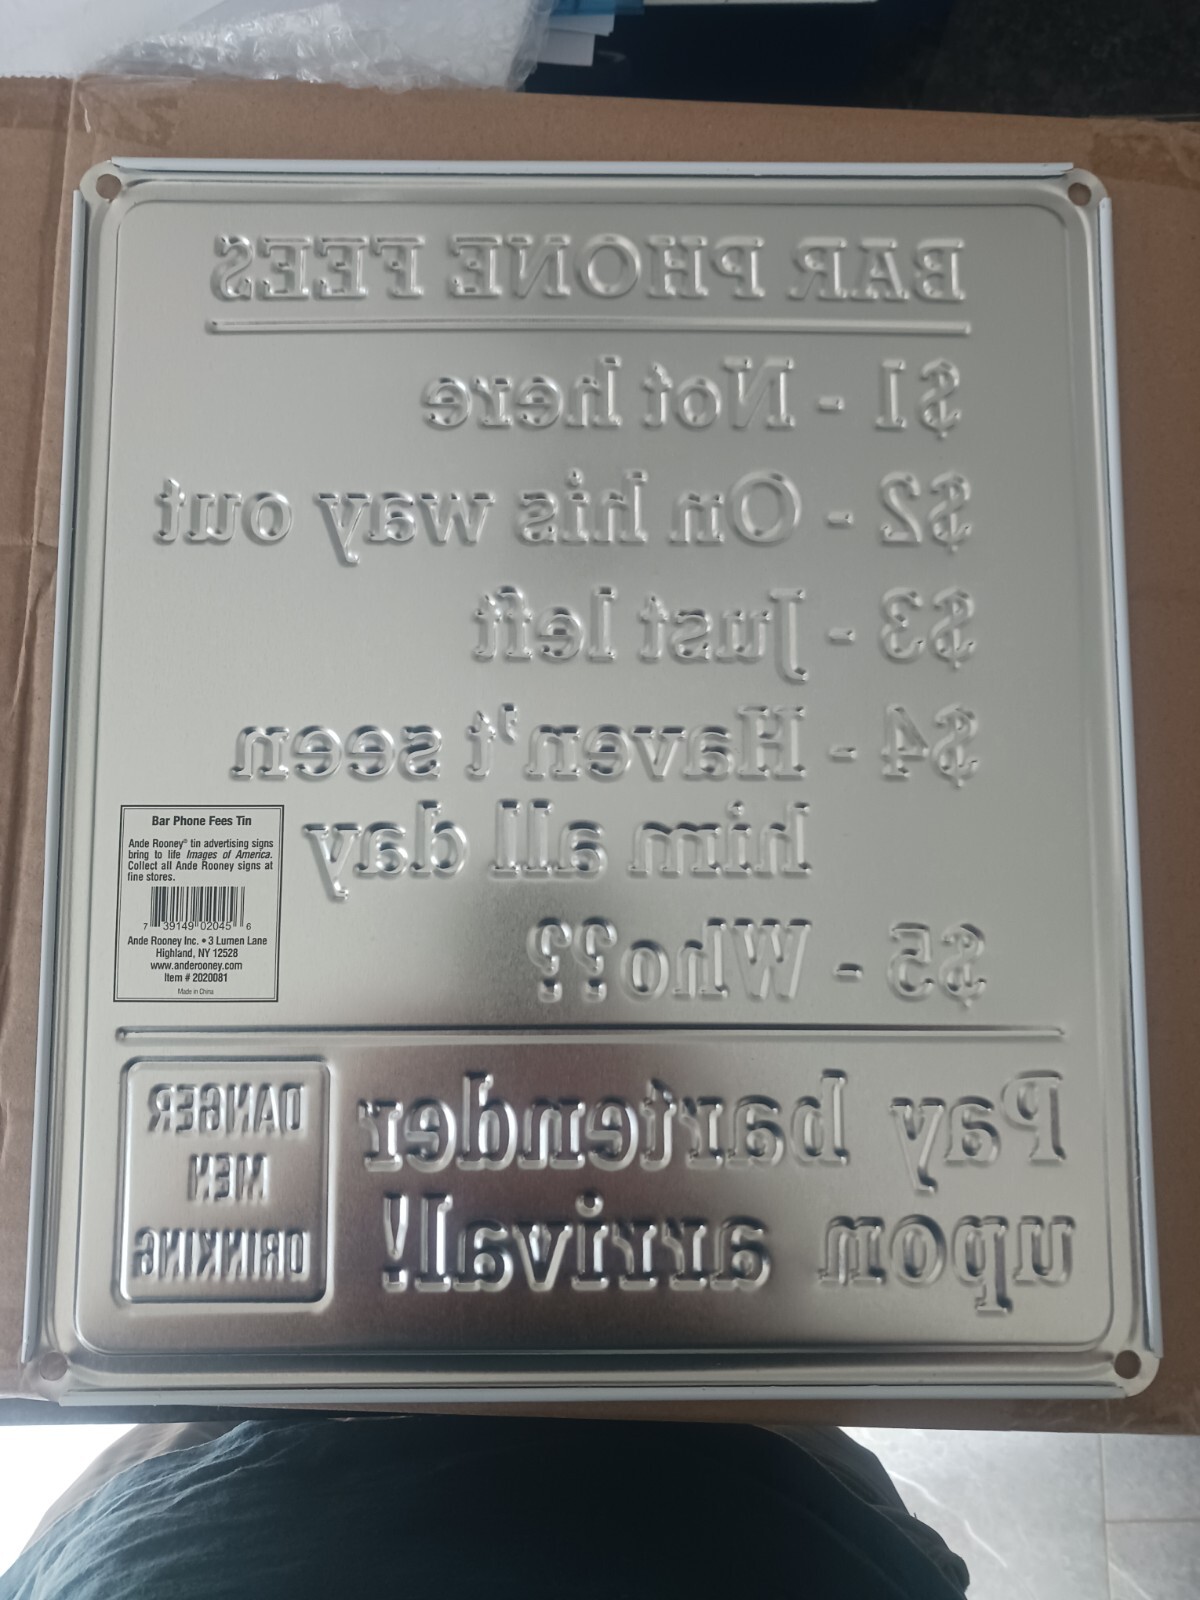 BAR PHONE FEES
$1 - Not here
$2 - On his way out
$3 - Just left
$4 - Haven't seen
him all day
$5 - Who??
Bar Phone Fees Tin
Ande Rooney® tin advertising signs
bring to life Images of America.
Collect all Ande Rooney signs at
fine stores.
7 39149 02045 6
Ande Rooney Inc. • 3 Lumen Lane
Highland, NY 12528
www.anderooney.com
Item # 2020081
Made in China
Pay bartender
upon arrival!
DANGER
MEN
DRINKING